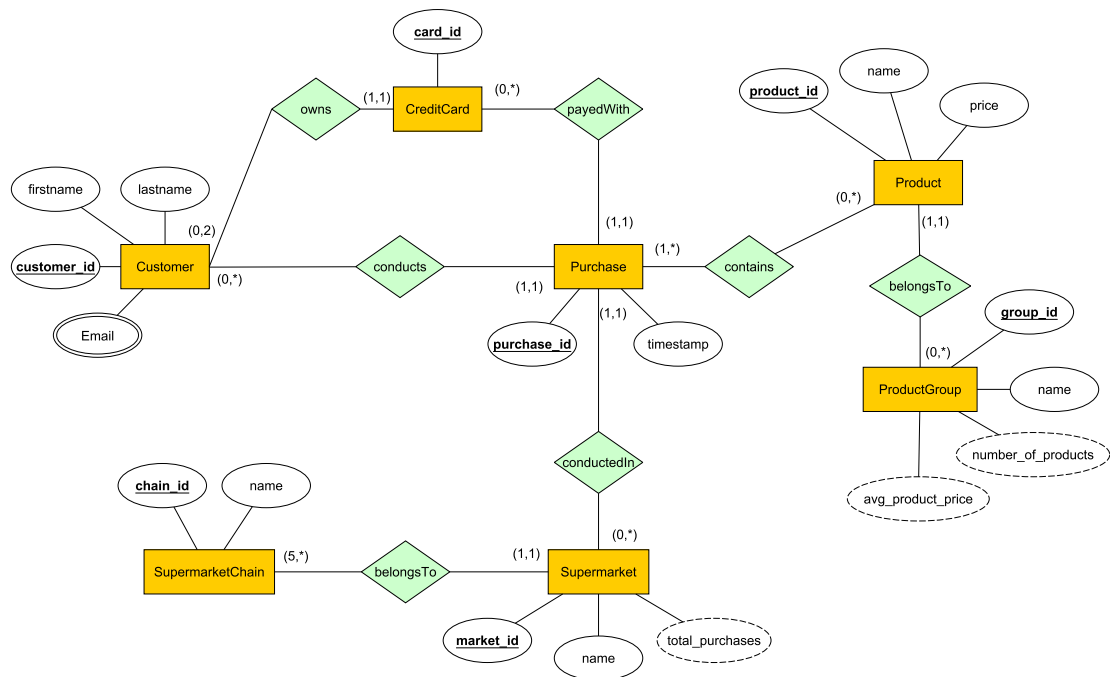 card_id
name
product_id
(1,1)
(0,*)
owns
CreditCard
payedWith
price
Product
firstname
lastname
(0,*)
(1,1)
(0,2)
(1,1)
(1,*)
customer_id
Customer
conducts
Purchase
contains
(0,*)
(1,1)
belongsTo
(1,1)
group_id
Email
purchase_id
timestamp
(0,*)
ProductGroup
name
number_of_products
conductedIn
chain_id
name
avg_product_price
(0,*)
(5,*)
(1,1)
SupermarketChain
belongsTo
Supermarket
market_id
total_purchases
name